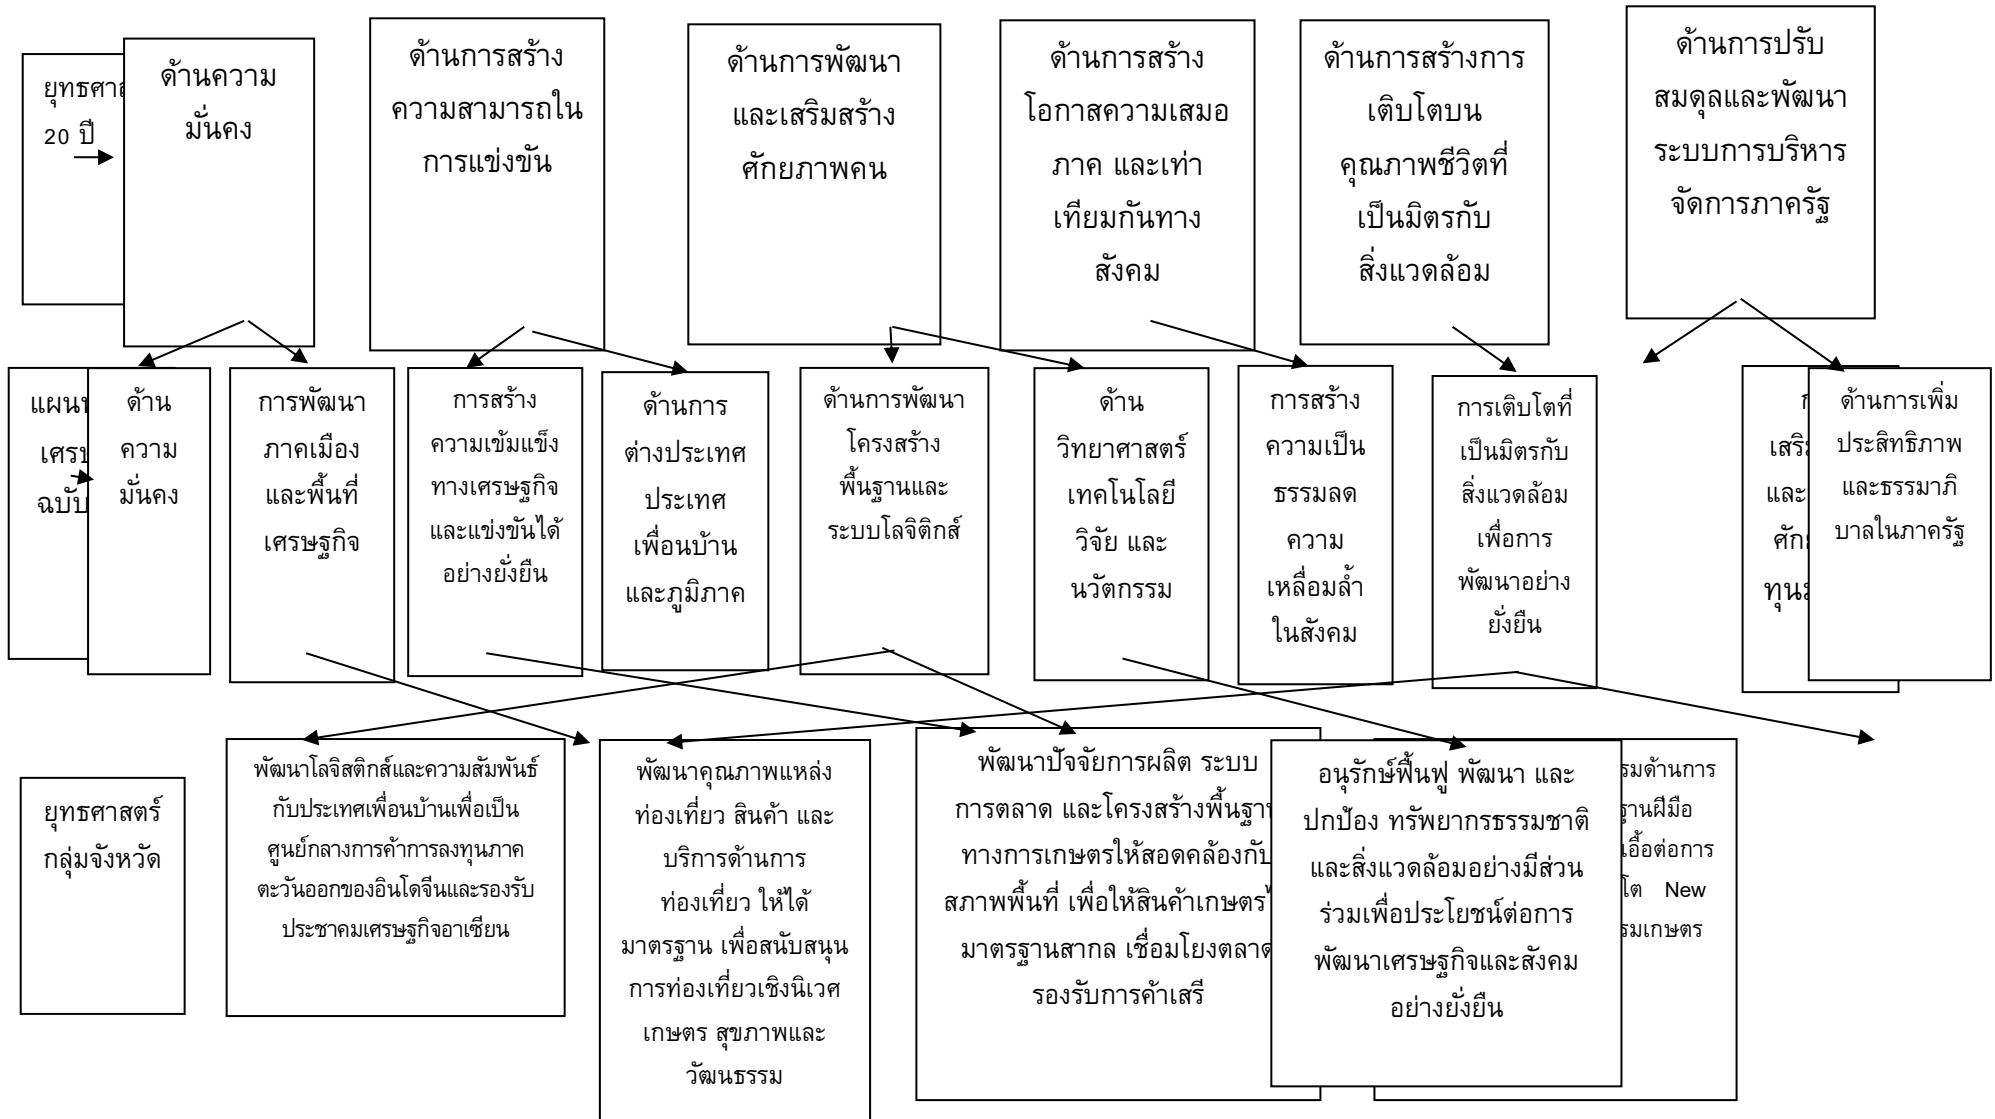 20 ปี
ด้านความ
มั่นคง
ด้านการสร้าง
ความสามารถใน
การแข่งขัน
ด้านการพัฒนา
และเสริมสร้าง
ศักยภาพคน
ด้านการสร้าง
โอกาสความเสมอ
ภาค และเท่า
เทียมกันทาง
สังคม
ด้านการสร้างการ
เติบโตบน
คุณภาพชีวิตที่
เป็นมิตรกับ
สิ่งแวดล้อม
ด้านการปรับ
สมดุลและพัฒนา
ระบบการบริหาร
จัดการภาครัฐ
ด้าน
ความ
มั่นคง
การพัฒนา
ภาคเมือง
และพื้นที่
เศรษฐกิจ
การสร้าง
ความเข้มแข็ง
ทางเศรษฐกิจ
และแข่งขันได้
อย่างยั่งยืน
ด้านการ
ต่างประเทศ
ประเทศ
เพื่อนบ้าน
และภูมิภาค
ด้านการพัฒนา
โครงสร้าง
พื้นฐานและ
ระบบโลจิติกส์
ด้าน
วิทยาศาสตร์
เทคโนโลยี
วิจัย และ
นวัตกรรม
การสร้าง
ความเป็น
ธรรมลด
ความ
เหลื่อมล้ำ
ในสังคม
การเติบโตที่
เป็นมิตรกับ
สิ่งแวดล้อม
เพื่อการ
พัฒนาอย่าง
ยั่งยืน
และ
ด้านการเพิ่ม
ประสิทธิภาพ
และธรรมาภิ
บาลในภาครัฐ
ยุทธศาสตร์
กลุ่มจังหวัด
พัฒนาโลจิสติกส์และความสัมพันธ์
กับประเทศเพื่อนบ้านเพื่อเป็น
ศูนย์กลางการค้าการลงทุนภาค
ตะวันออกของอินโดจีนและรองรับ
ประชาคมเศรษฐกิจอาเซียน
พัฒนาคุณภาพแหล่ง
ท่องเที่ยว สินค้า และ
บริการด้านการ
ท่องเที่ยว ให้ได้
มาตรฐาน เพื่อสนับสนุน
การท่องเที่ยวเชิงนิเวศ
เกษตร สุขภาพและ
วัฒนธรรม
พัฒนาปัจจัยการผลิต ระบบ
การตลาด และโครงสร้างพื้นฐาน
ทางการเกษตรให้สอดคล้องกับ
สภาพพื้นที่ เพื่อให้สินค้าเกษตร
มาตรฐานสากล เชื่อมโยงตลาด
รองรับการค้าเสรี
อนุรักษ์ฟื้นฟู พัฒนา และ
ปกป้อง ทรัพยากรธรรมชาติ
และสิ่งแวดล้อมอย่างมีส่วน
ร่วมเพื่อประโยชน์ต่อการ
พัฒนาเศรษฐกิจและสังคม
อย่างยั่งยืน
รมด้านการ
ฐานฝีมือ
เอื้อต่อการ
โต New
รมเกษตร